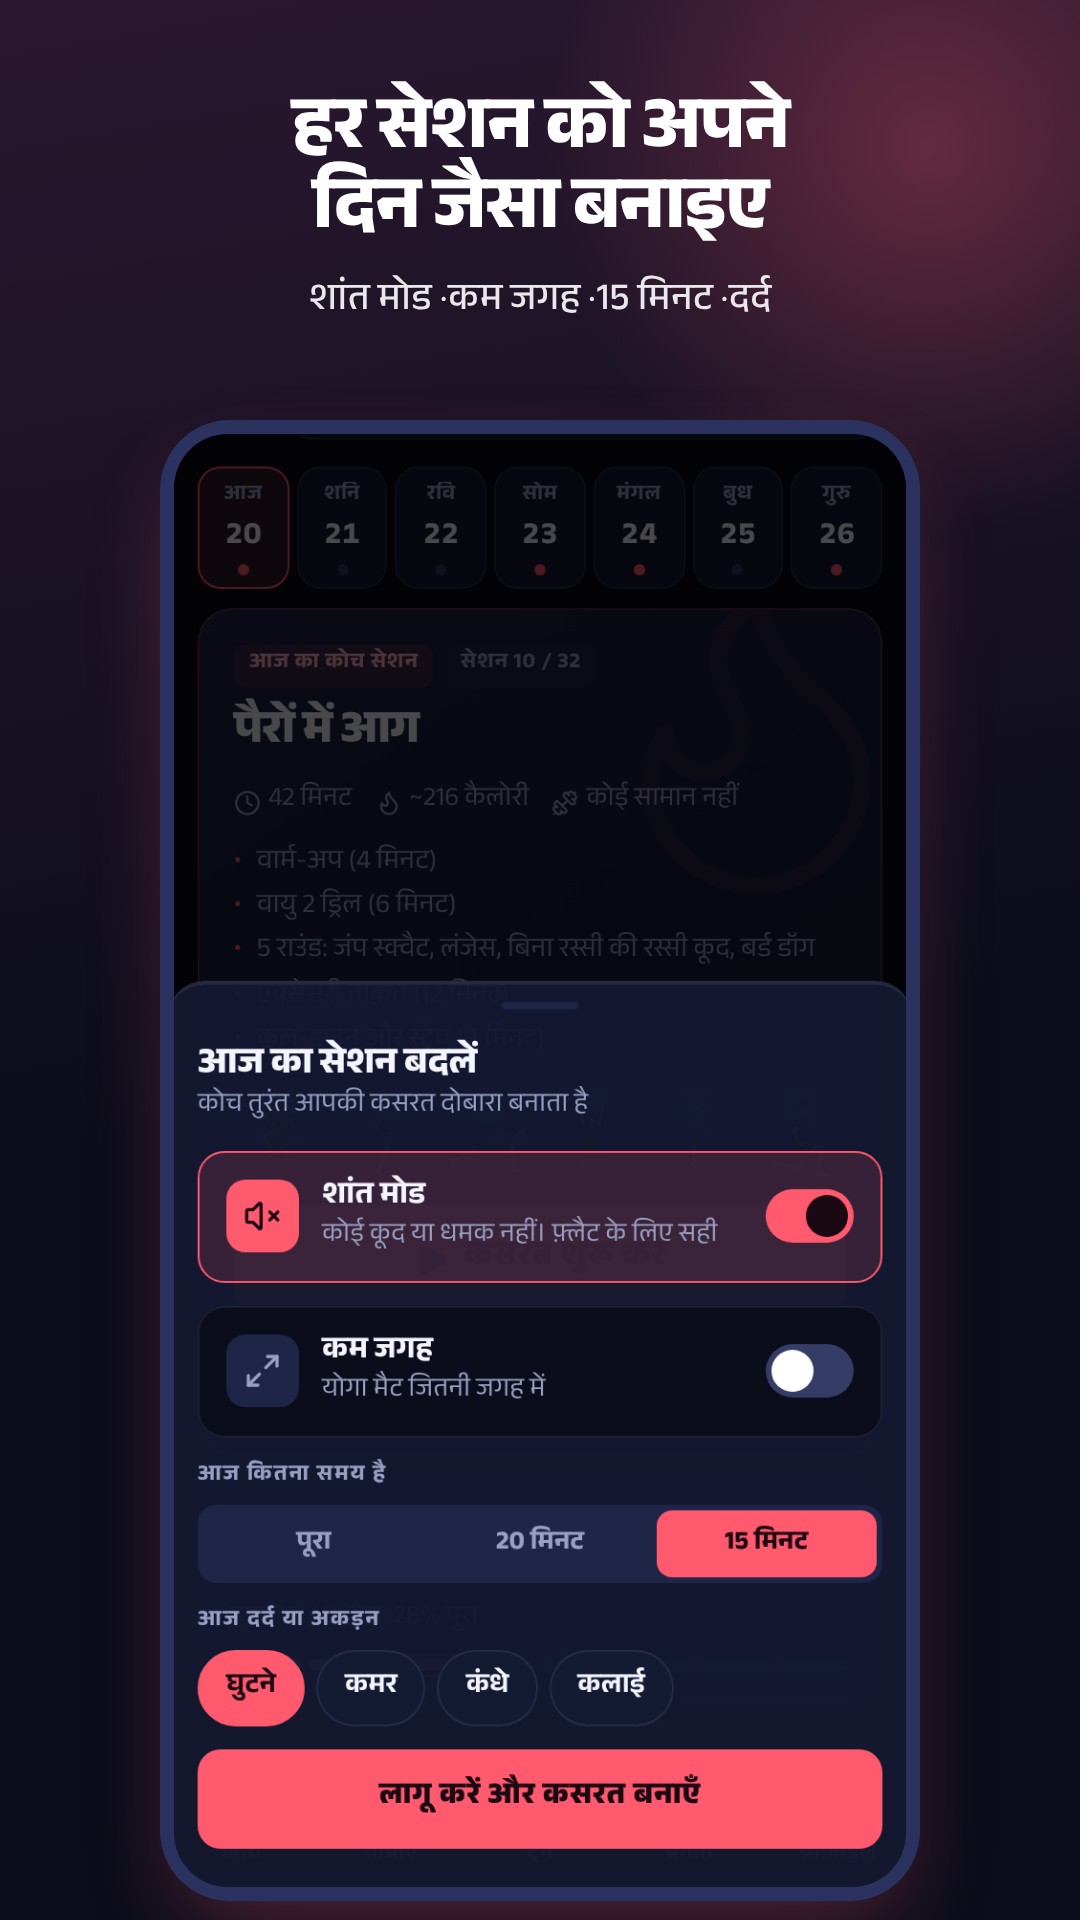 हर सेशन को अपने
दिन जैसा बनाइए
शांत मोड ·कम जगह ·15 मिनट ·दर्द
आज शनि रवि सोम मंगल बुध गुरु
20 21 22 23 24 25 26
आज का कोच सेशन सेशन 10 / 32
पैरों में आग
42 मिनट ~216 कैलोरी कोई सामान नहीं
• वार्म-अप (4 मिनट)
• वायु 2 ड्रिल (6 मिनट)
• 5 राउंड: जंप स्क्वैट, लंजेस, बिना रस्सी की रस्सी कूद, बर्ड डॉग
आज का सेशन बदलें
कोच तुरंत आपकी कसरत दोबारा बनाता है
शांत मोड
कोई कूद या धमक नहीं। फ़्लैट के लिए सही
कम जगह
योगा मैट जितनी जगह में
आज कितना समय है
पूरा 20 मिनट 15 मिनट
आज दर्द या अकड़न
घुटने कमर कंधे कलाई
लागू करें और कसरत बनाएँ